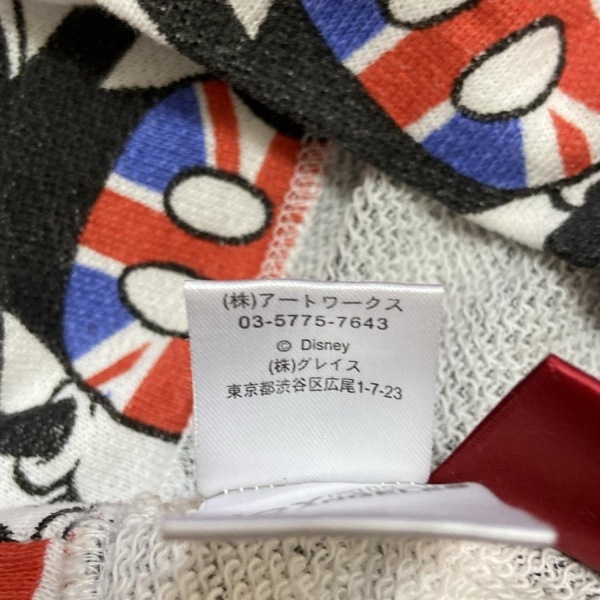 (株)アートワークス
03-5775-7643
© Disney
(株)グレイス
東京都渋谷区広尾1-7-23